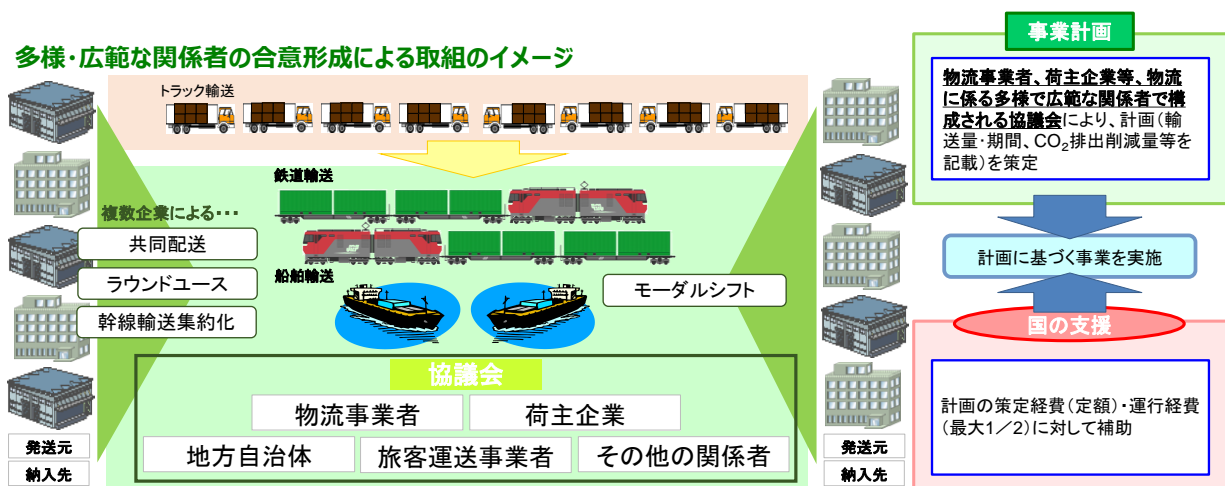 多様・広範な関係者の合意形成による取組のイメージ
トラック輸送
鉄道輸送
複数企業による・・・
共同配送
ラウンドユース
幹線輸送集約化
船舶輸送
モーダルシフト
協議会
物流事業者
荷主企業
地方自治体
旅客運送事業者
その他の関係者
発送元
納入先
発送元
納入先
事業計画
物流事業者、荷主企業等、物流
に係る多様で広範な関係者で構
成される協議会により、計画（輸
送量・期間、CO₂排出削減量等を
記載）を策定
計画に基づく事業を実施
国の支援
計画の策定経費（定額）・運行経費
（最大1／2）に対して補助